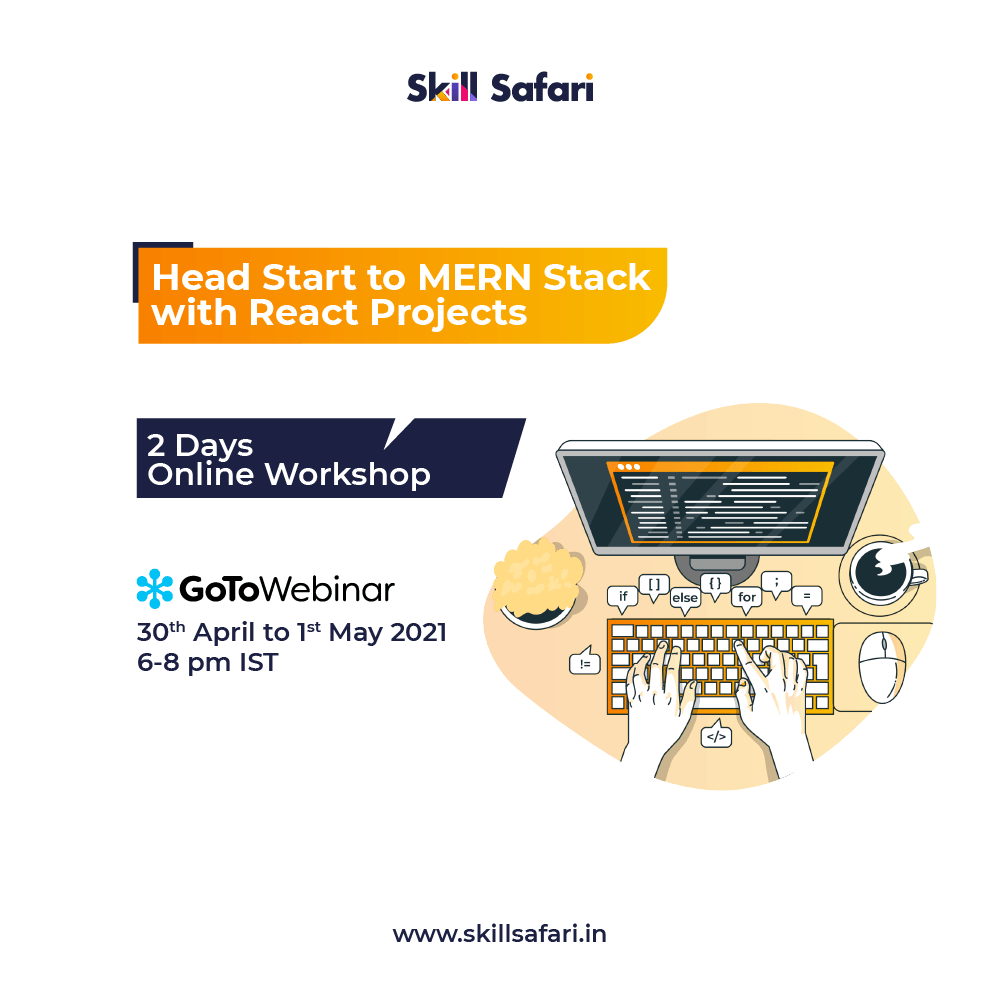 Skill Safari
Head Start to MERN Stack
with React Projects
2 Days
Online Workshop
GoToWebinar
30th April to 1st May 2021
6-8 pm IST
if
[ ]
else
{ }
for
;
=
!=
</>
www.skillsafari.in